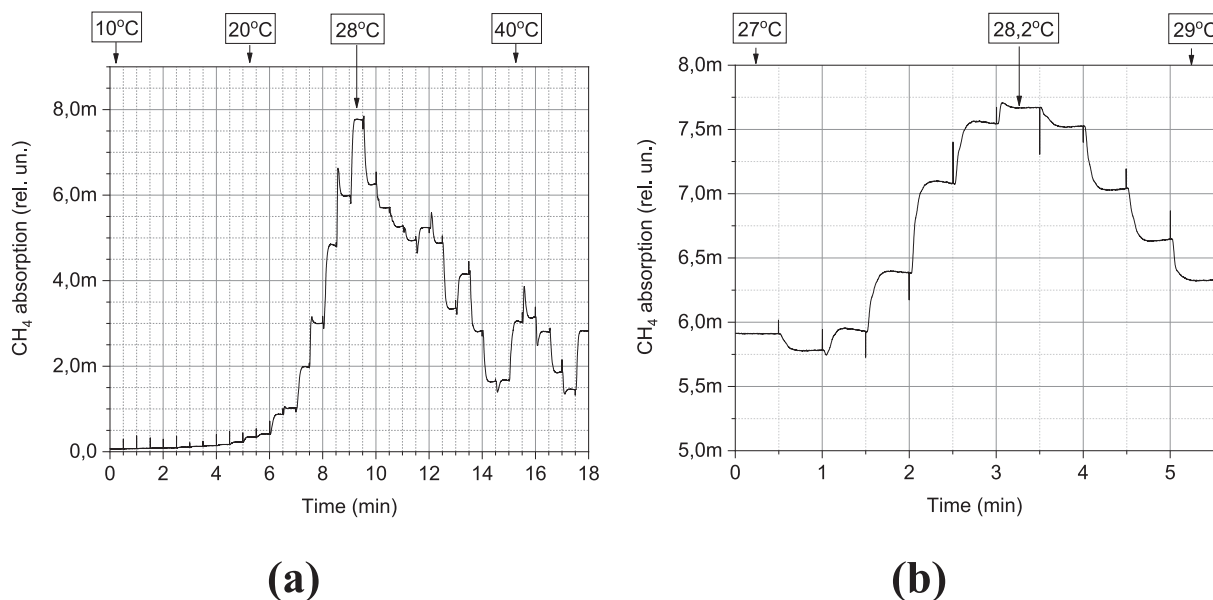 10°C 20°C 28°C 40°C
8,0m
6,0m
4,0m
2,0m
0,0
CH₄ absorption (rel. un.)
0 2 4 6 8 10 12 14 16 18
Time (min)
(a)
27°C 28,2°C 29°C
8,0m
7,5m
7,0m
6,5m
6,0m
5,5m
5,0m
CH₄ absorption (rel. un.)
0 1 2 3 4 5
Time (min)
(b)